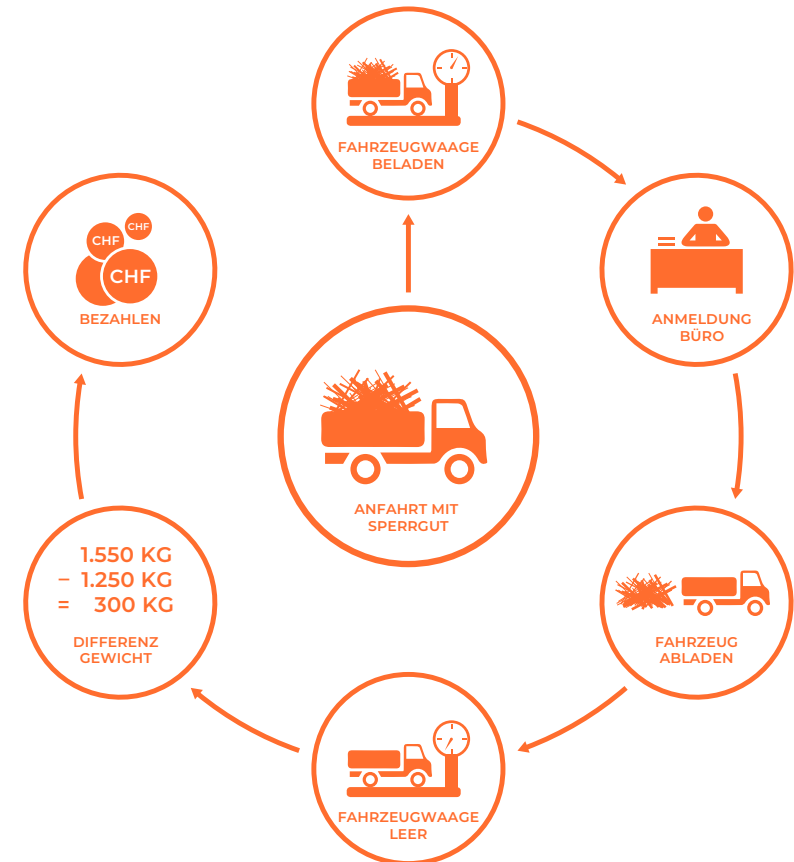 FAHRZEUGWAAGE
BELADEN
ANMELDUNG
BÜRO
FAHRZEUG
ABLADEN
FAHRZEUGWAAGE
LEER
1.550 KG
– 1.250 KG
= 300 KG
DIFFERENZ
GEWICHT
CHF
CHF
CHF
BEZAHLEN
ANFAHRT MIT
SPERRGUT